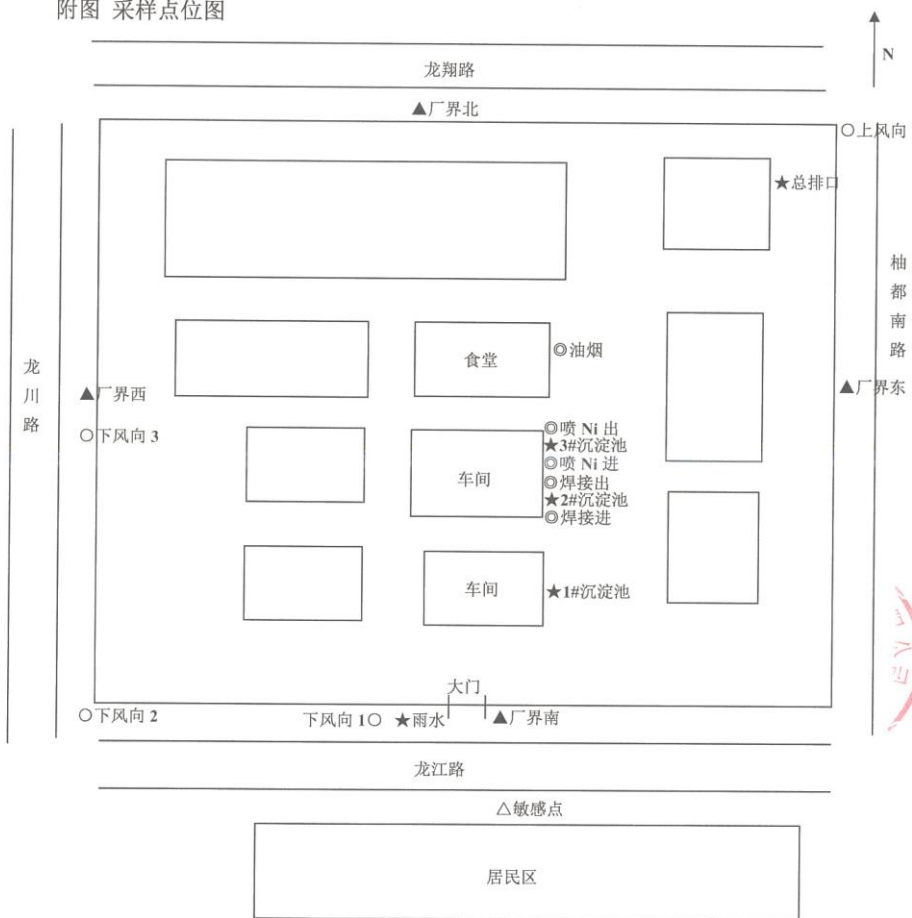 附图 采样点位图
N
龙翔路
▲厂界北
○上风向
★总排口
柚都南路
食堂
◎油烟
龙川路
▲厂界西
▲厂界东
○下风向 3
◎喷 Ni 出
★3#沉淀池
◎喷 Ni 进
车间
◎焊接出
★2#沉淀池
◎焊接进
车间
★1#沉淀池
大门
○下风向 2
下风向 1○
★雨水
▲厂界南
龙江路
△敏感点
居民区